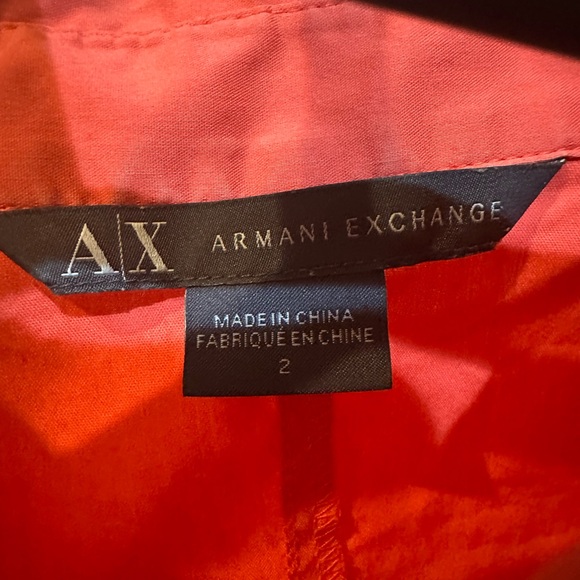 A|X ARMANI EXCHANGE
MADE IN CHINA
FABRIQUÉ EN CHINE
2